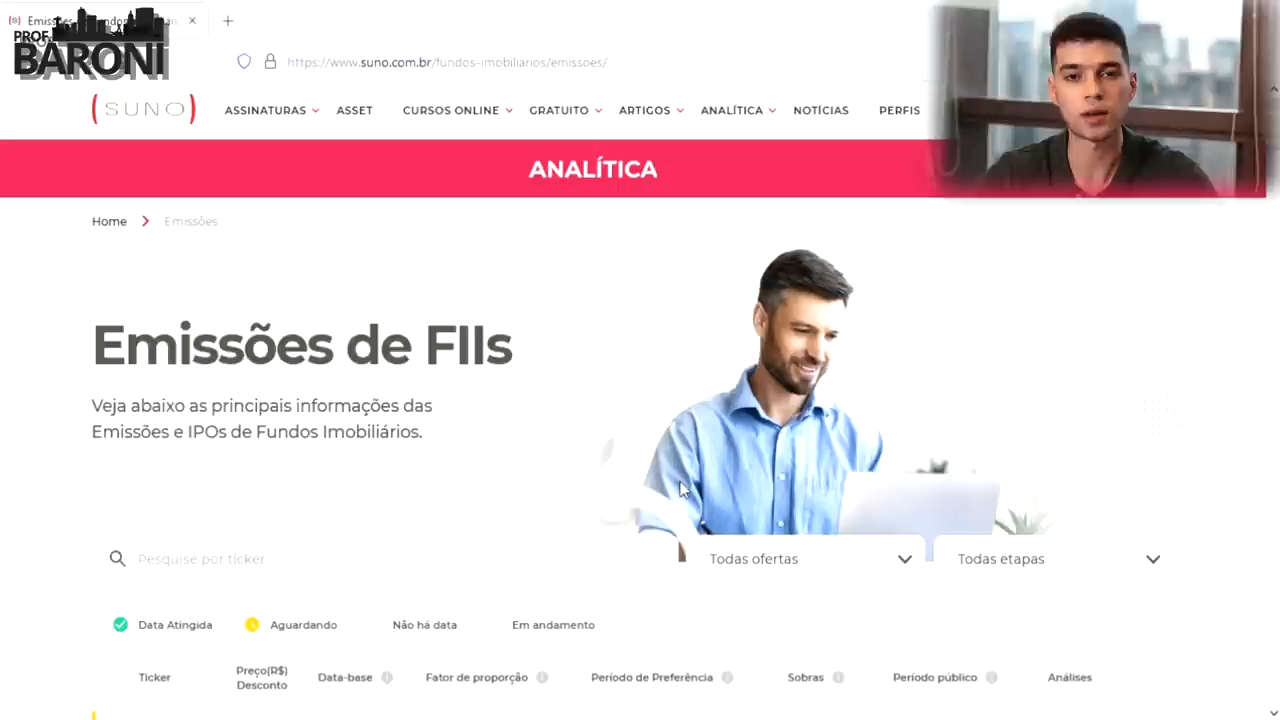 PROF.
BARONI
https://www.suno.com.br/fundos-imobiliarios/emissoes/
(SUNO)
ASSINATURAS
ASSET
CURSOS ONLINE
GRATUITO
ARTIGOS
ANALÍTICA
NOTÍCIAS
PERFIS
ANALÍTICA
Home
Emissões
Emissões de FIIs
Veja abaixo as principais informações das
Emissões e IPOs de Fundos Imobiliários.
Pesquise por ticker
Todas ofertas
Todas etapas
Data Atingida
Aguardando
Não há data
Em andamento
Ticker
Preço(R$)
Desconto
Data-base
Fator de proporção
Período de Preferência
Sobras
Período público
Análises